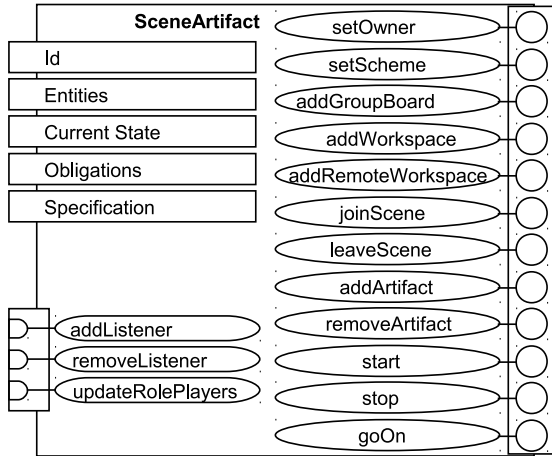 SceneArtifact
Id
Entities
Current State
Obligations
Specification
addListener
removeListener
updateRolePlayers
setOwner
setScheme
addGroupBoard
addWorkspace
addRemoteWorkspace
joinScene
leaveScene
addArtifact
removeArtifact
start
stop
goOn